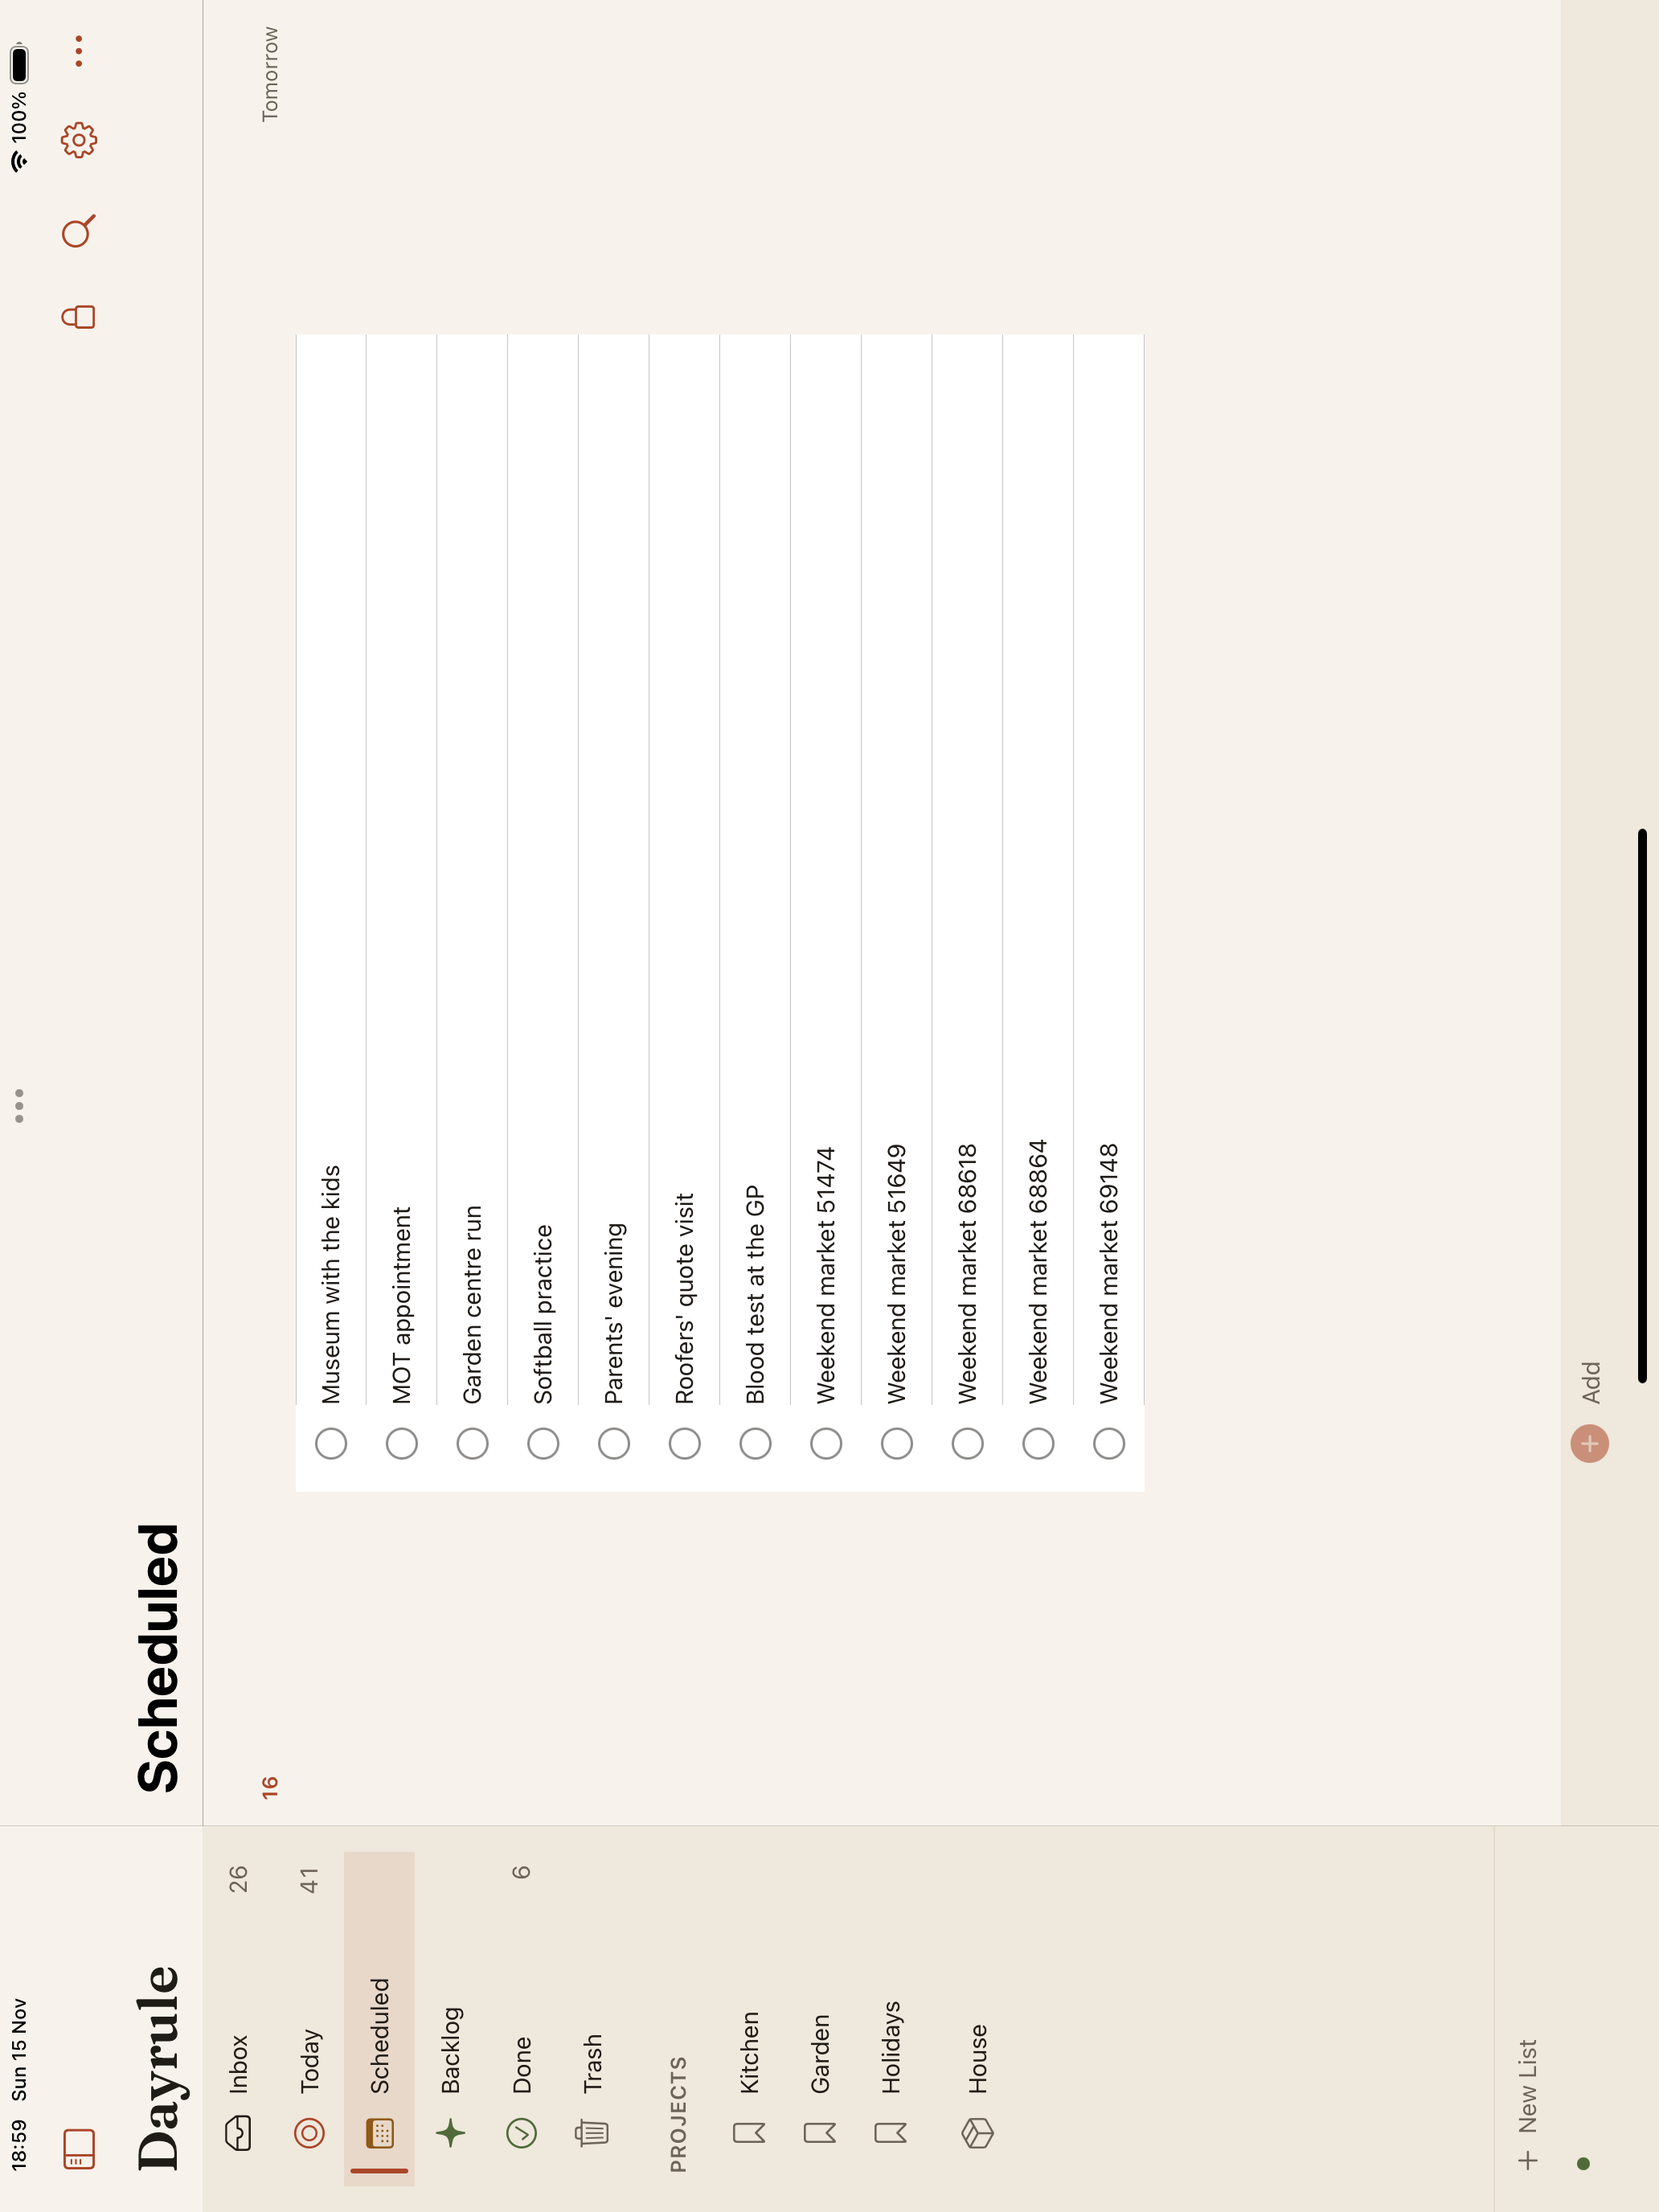 18:59 Sun 15 Nov
100%
Dayrule
Inbox 26
Today 41
Scheduled
Backlog
Done 6
Trash
PROJECTS
Kitchen
Garden
Holidays
House
New List
Scheduled
16 Tomorrow
Museum with the kids
MOT appointment
Garden centre run
Softball practice
Parents' evening
Roofers' quote visit
Blood test at the GP
Weekend market 51474
Weekend market 51649
Weekend market 68618
Weekend market 68864
Weekend market 69148
Add